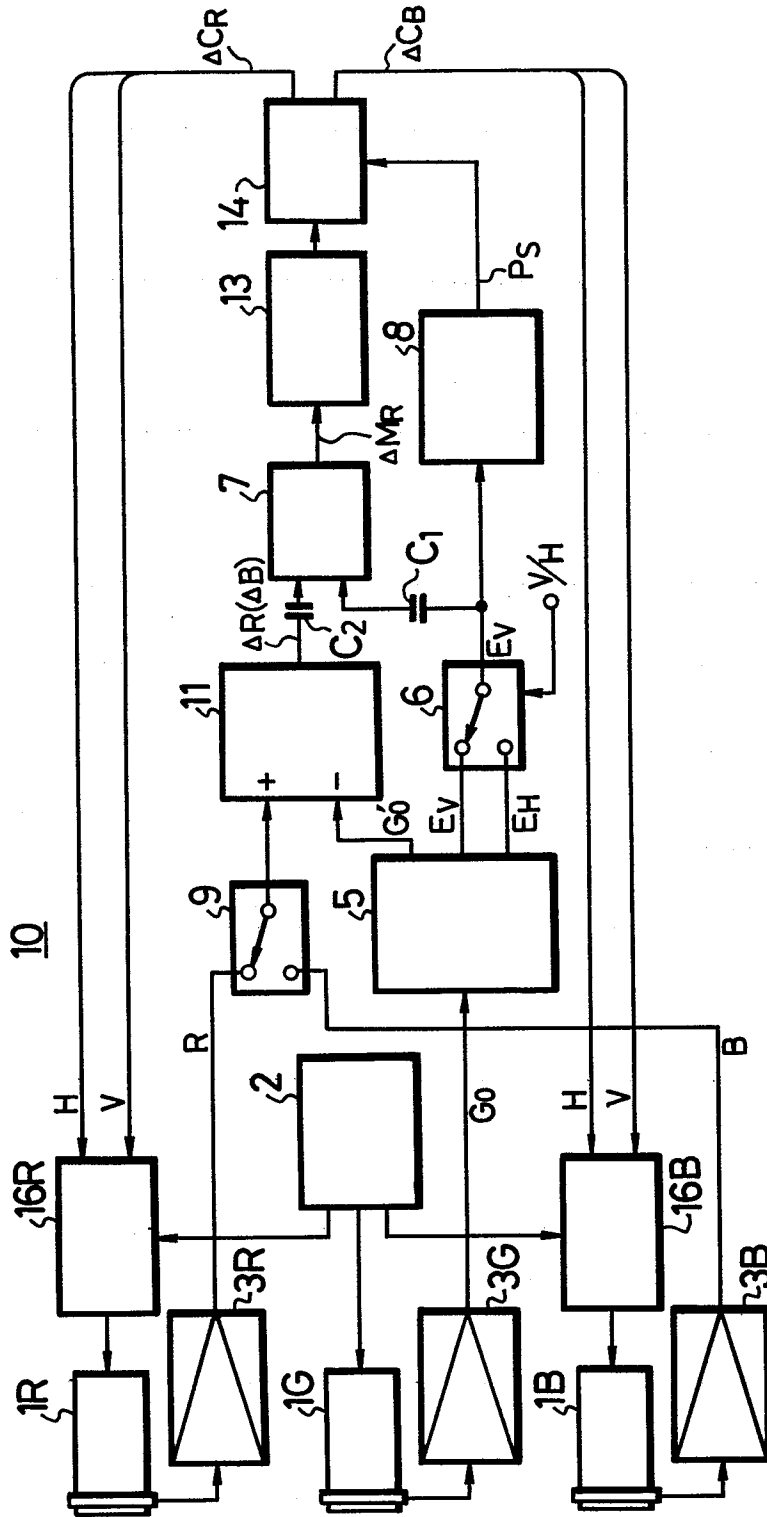 10
1R
16R
H
V
ΔCR
3R
R
9
11
+
−
ΔR(ΔB)
C2
7
ΔMR
13
14
2
G0'
C1
1G
3G
G0
5
EV
EH
6
EV
V/H
8
PS
1B
16B
H
V
ΔCB
3B
B